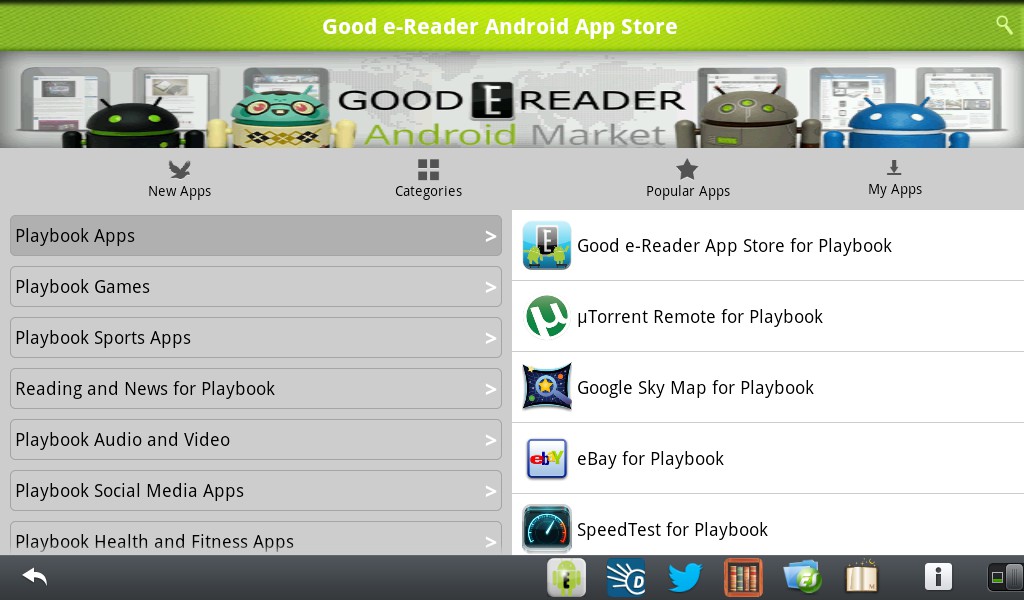 Good e-Reader Android App Store
GOOD E READER
Android Market
New Apps
Categories
Popular Apps
My Apps
Playbook Apps >
Playbook Games >
Playbook Sports Apps >
Reading and News for Playbook >
Playbook Audio and Video >
Playbook Social Media Apps >
Playbook Health and Fitness Apps >
E
Good e-Reader App Store for Playbook
µ
µTorrent Remote for Playbook
Google Sky Map for Playbook
ebY
eBay for Playbook
SpeedTest for Playbook
E
D
i